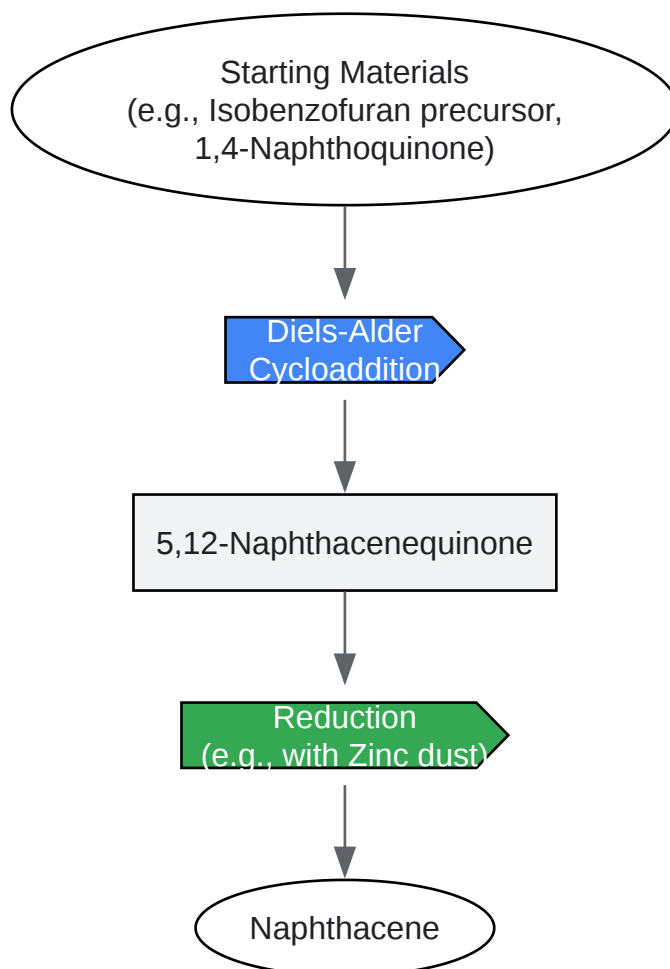 Starting Materials
(e.g., Isobenzofuran precursor,
1,4-Naphthoquinone)
Diels-Alder
Cycloaddition
5,12-Naphthacenequinone
Reduction
(e.g., with Zinc dust)
Naphthacene